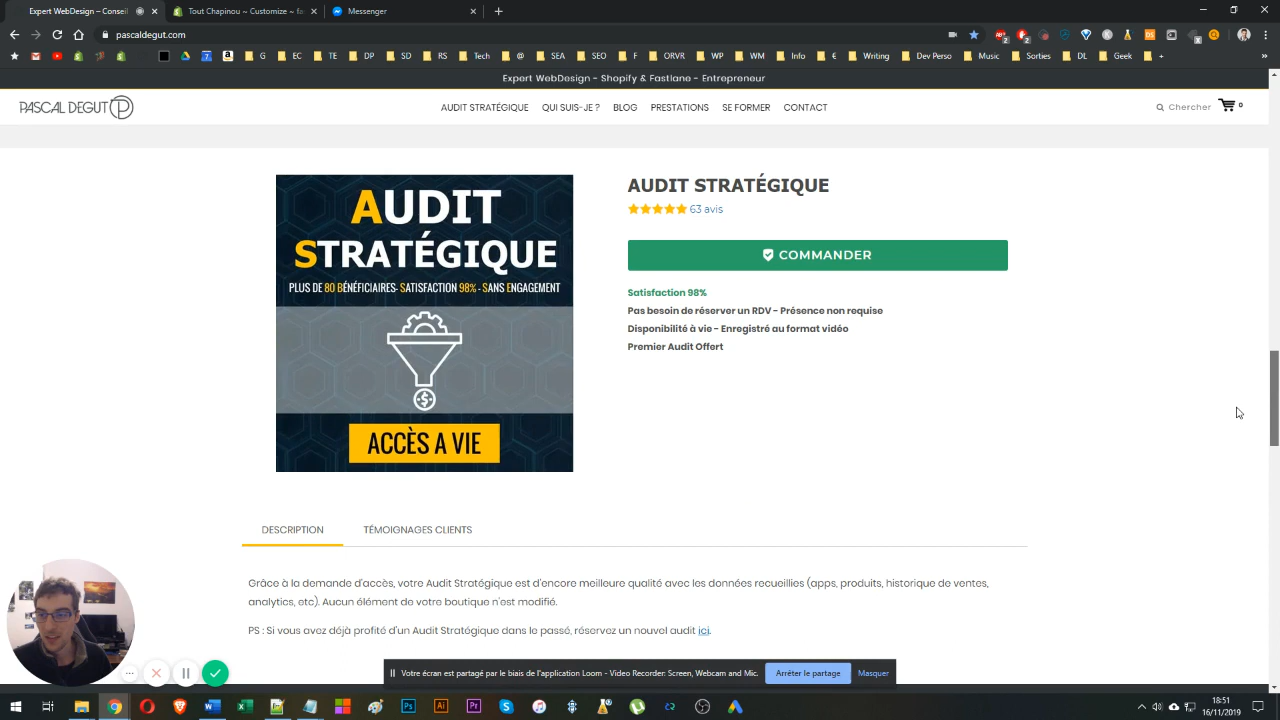 Expert WebDesign – Conseil
Tout Chapinou ~ Customize ~ fa
Messenger
pascaldegut.com
G
EC
TE
DP
SD
RS
Tech
@
SEA
SEO
F
ORVR
WP
WM
Info
€
Writing
Dev Perso
Music
Sorties
DL
Geek
+
Expert WebDesign - Shopify & Fastlane - Entrepreneur
PASCAL DEGUT
AUDIT STRATÉGIQUE
QUI SUIS-JE ?
BLOG
PRESTATIONS
SE FORMER
CONTACT
Chercher
0
AUDIT
STRATÉGIQUE
PLUS DE 80 BÉNÉFICIAIRES- SATISFACTION 98% - SANS ENGAGEMENT
ACCÈS A VIE
AUDIT STRATÉGIQUE
63 avis
COMMANDER
Satisfaction 98%
Pas besoin de réserver un RDV - Présence non requise
Disponibilité à vie - Enregistré au format vidéo
Premier Audit Offert
DESCRIPTION
TÉMOIGNAGES CLIENTS
Grâce à la demande d'accès, votre Audit Stratégique est d'encore meilleure qualité avec les données recueillies (apps, produits, historique de ventes,
analytics, etc). Aucun élément de votre boutique n'est modifié.
PS : Si vous avez déjà profité d'un Audit Stratégique dans le passé, réservez un nouvel audit ici.
Votre écran est partagé par le biais de l'application Loom - Video Recorder: Screen, Webcam and Mic.
Arrêter le partage
Masquer
18:51
16/11/2019